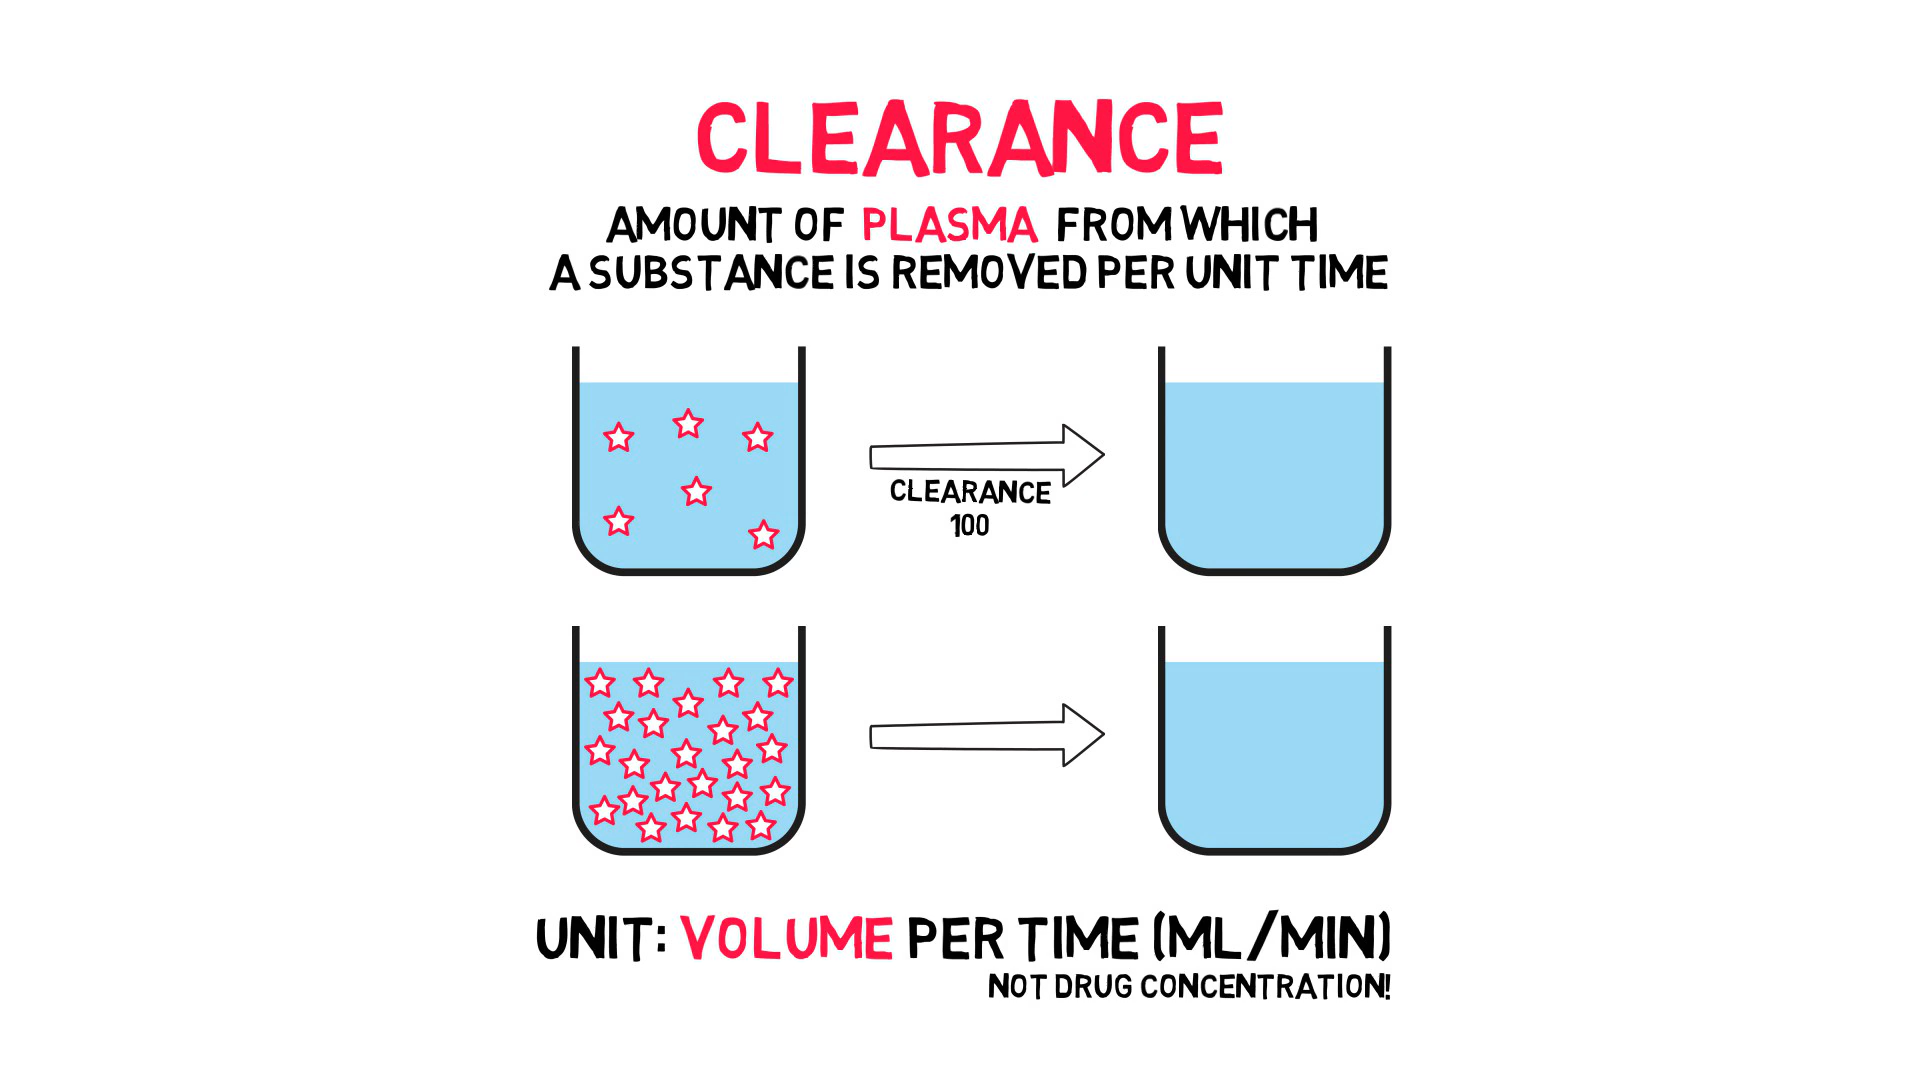 CLEARANCE
AMOUNT OF PLASMA FROM WHICH
A SUBSTANCE IS REMOVED PER UNIT TIME
CLEARANCE
100
UNIT: VOLUME PER TIME (ML/MIN)
NOT DRUG CONCENTRATION!